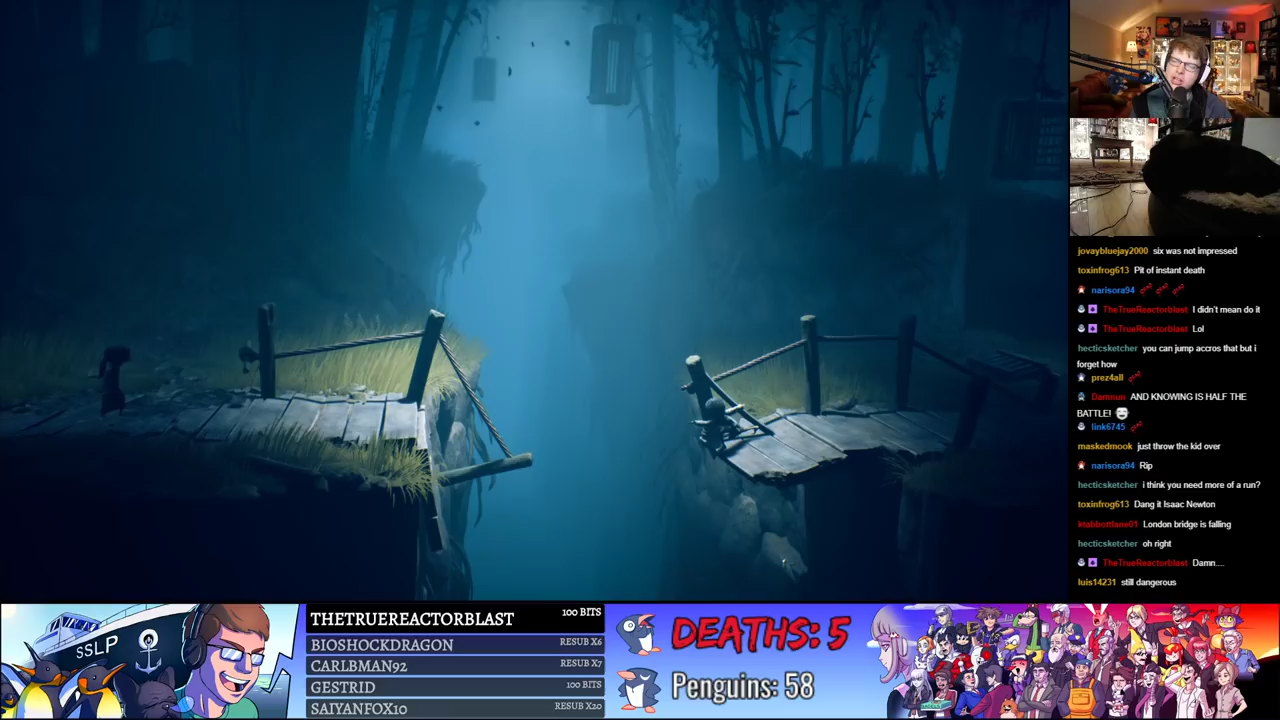 jovaybluejay2000 six was not impressed
toxinfrog613 Pit of instant death
narisora94
TheTrueReactorblast I didn't mean do it
TheTrueReactorblast Lol
hecticsketcher you can jump accros that but i
forget how
prez4all
Dammun AND KNOWING IS HALF THE
BATTLE!
link6745
maskedmook just throw the kid over
narisora94 Rip
hecticsketcher i think you need more of a run?
toxinfrog613 Dang it Isaac Newton
ktabbottlane01 London bridge is falling
hecticsketcher oh right
TheTrueReactorblast Damn....
luis14231 still dangerous
SSLP
THETRUEREACTORBLAST 100 BITS
BIOSHOCKDRAGON RESUB X6
CARLBMAN92 RESUB X7
GESTRID 100 BITS
SAIYANFOX10 RESUB X20
DEATHS: 5
Penguins: 58